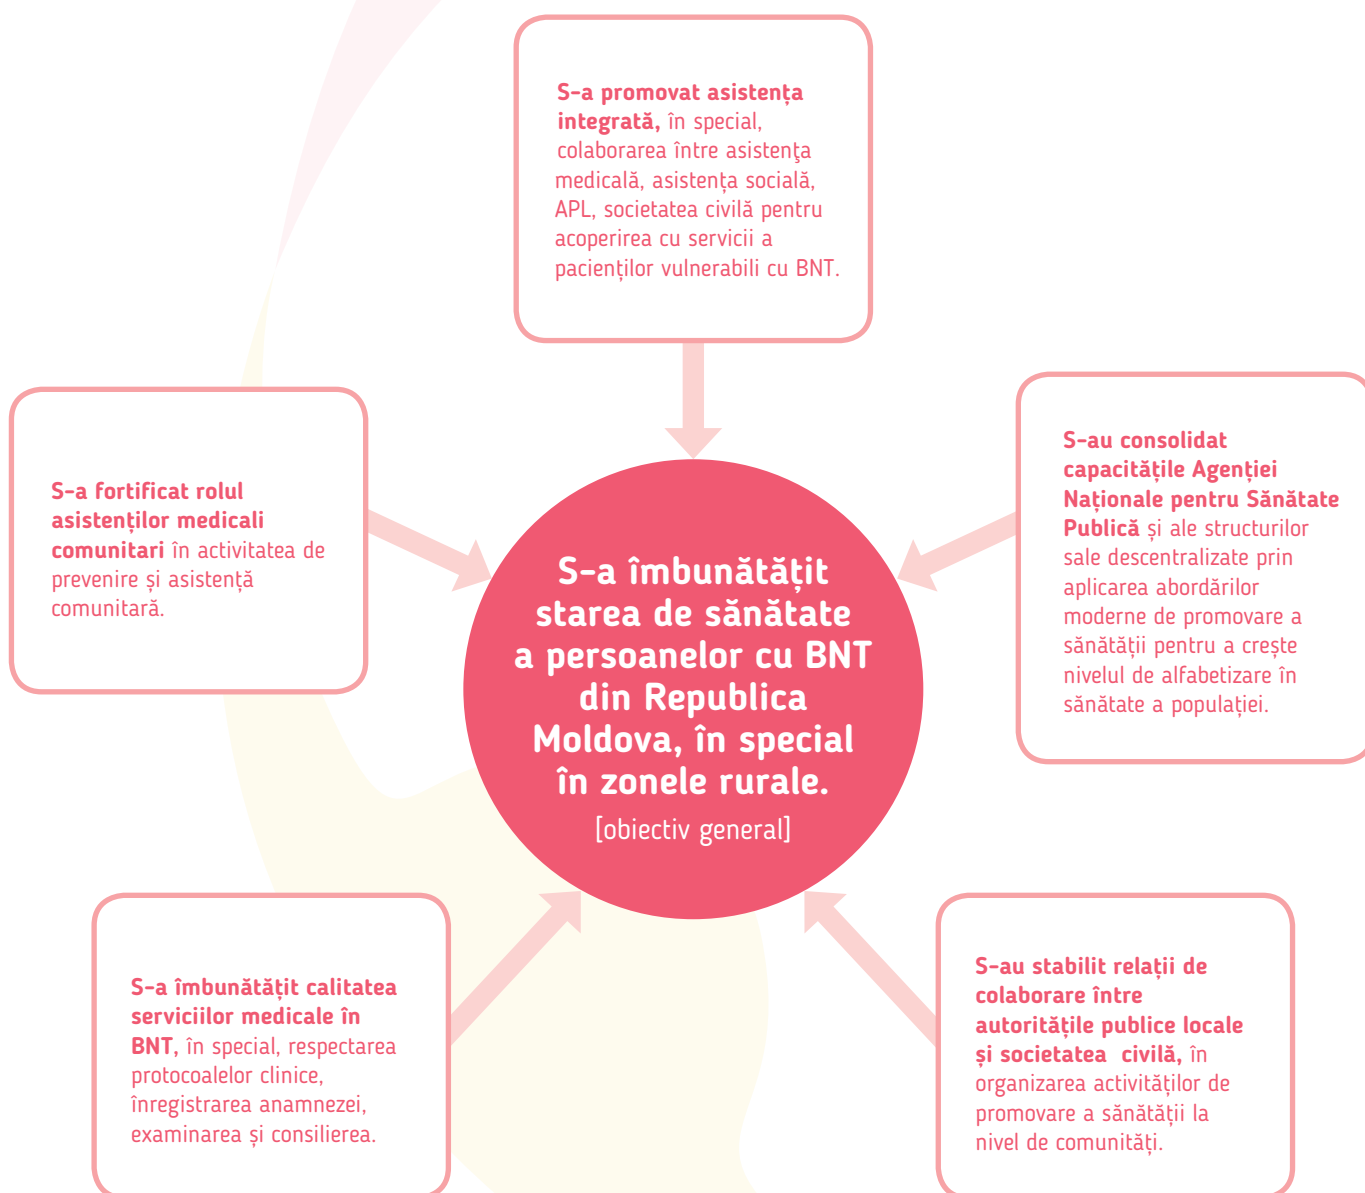 S-a promovat asistența
integrată, în special,
colaborarea între asistenţa
medicală, asistența socială,
APL, societatea civilă pentru
acoperirea cu servicii a
pacienților vulnerabili cu BNT.
S-a fortificat rolul
asistenților medicali
comunitari în activitatea de
prevenire și asistență
comunitară.
S-au consolidat
capacitățile Agenției
Naționale pentru Sănătate
Publică și ale structurilor
sale descentralizate prin
aplicarea abordărilor
moderne de promovare a
sănătății pentru a crește
nivelul de alfabetizare în
sănătate a populației.
S-a îmbunătățit
starea de sănătate
a persoanelor cu BNT
din Republica
Moldova, în special
în zonele rurale.
[obiectiv general]
S-a îmbunătățit calitatea
serviciilor medicale în
BNT, în special, respectarea
protocoalelor clinice,
înregistrarea anamnezei,
examinarea și consilierea.
S-au stabilit relații de
colaborare între
autoritățile publice locale
și societatea  civilă, în
organizarea activităților de
promovare a sănătății la
nivel de comunități.